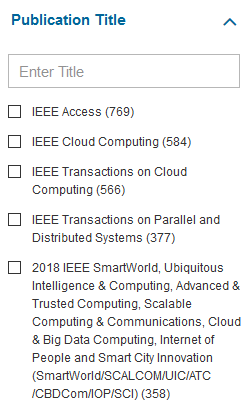 Publication Title
Enter Title
IEEE Access (769)
IEEE Cloud Computing (584)
IEEE Transactions on Cloud
Computing (566)
IEEE Transactions on Parallel and
Distributed Systems (377)
2018 IEEE SmartWorld, Ubiquitous
Intelligence & Computing, Advanced &
Trusted Computing, Scalable
Computing & Communications, Cloud
& Big Data Computing, Internet of
People and Smart City Innovation
(SmartWorld/SCALCOM/UIC/ATC
/CBDCom/IOP/SCI) (358)